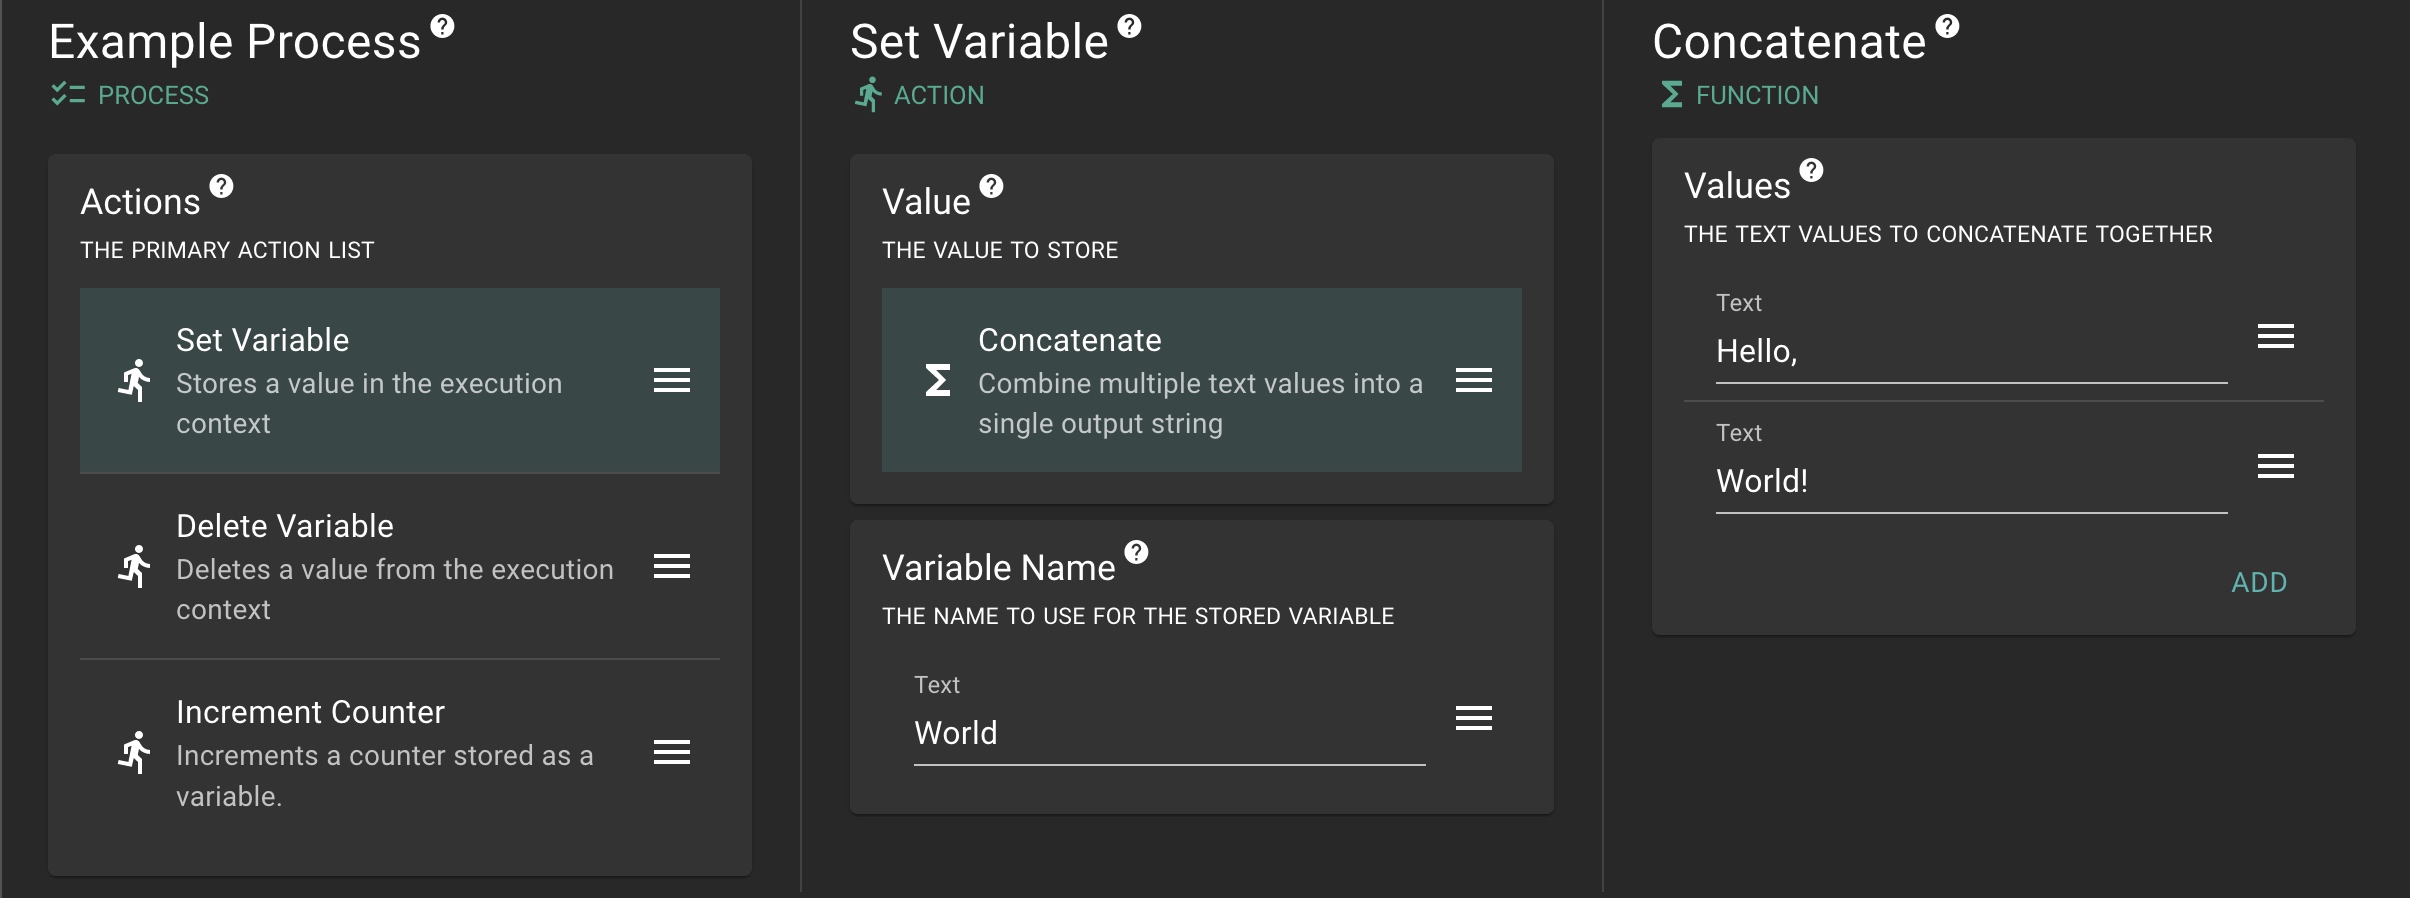 Example Process
PROCESS
Actions
THE PRIMARY ACTION LIST
Set Variable
Stores a value in the execution
context
Delete Variable
Deletes a value from the execution
context
Increment Counter
Increments a counter stored as a
variable.
Set Variable
ACTION
Value
THE VALUE TO STORE
Concatenate
Combine multiple text values into a
single output string
Variable Name
THE NAME TO USE FOR THE STORED VARIABLE
Text
World
Concatenate
FUNCTION
Values
THE TEXT VALUES TO CONCATENATE TOGETHER
Text
Hello,
Text
World!
ADD